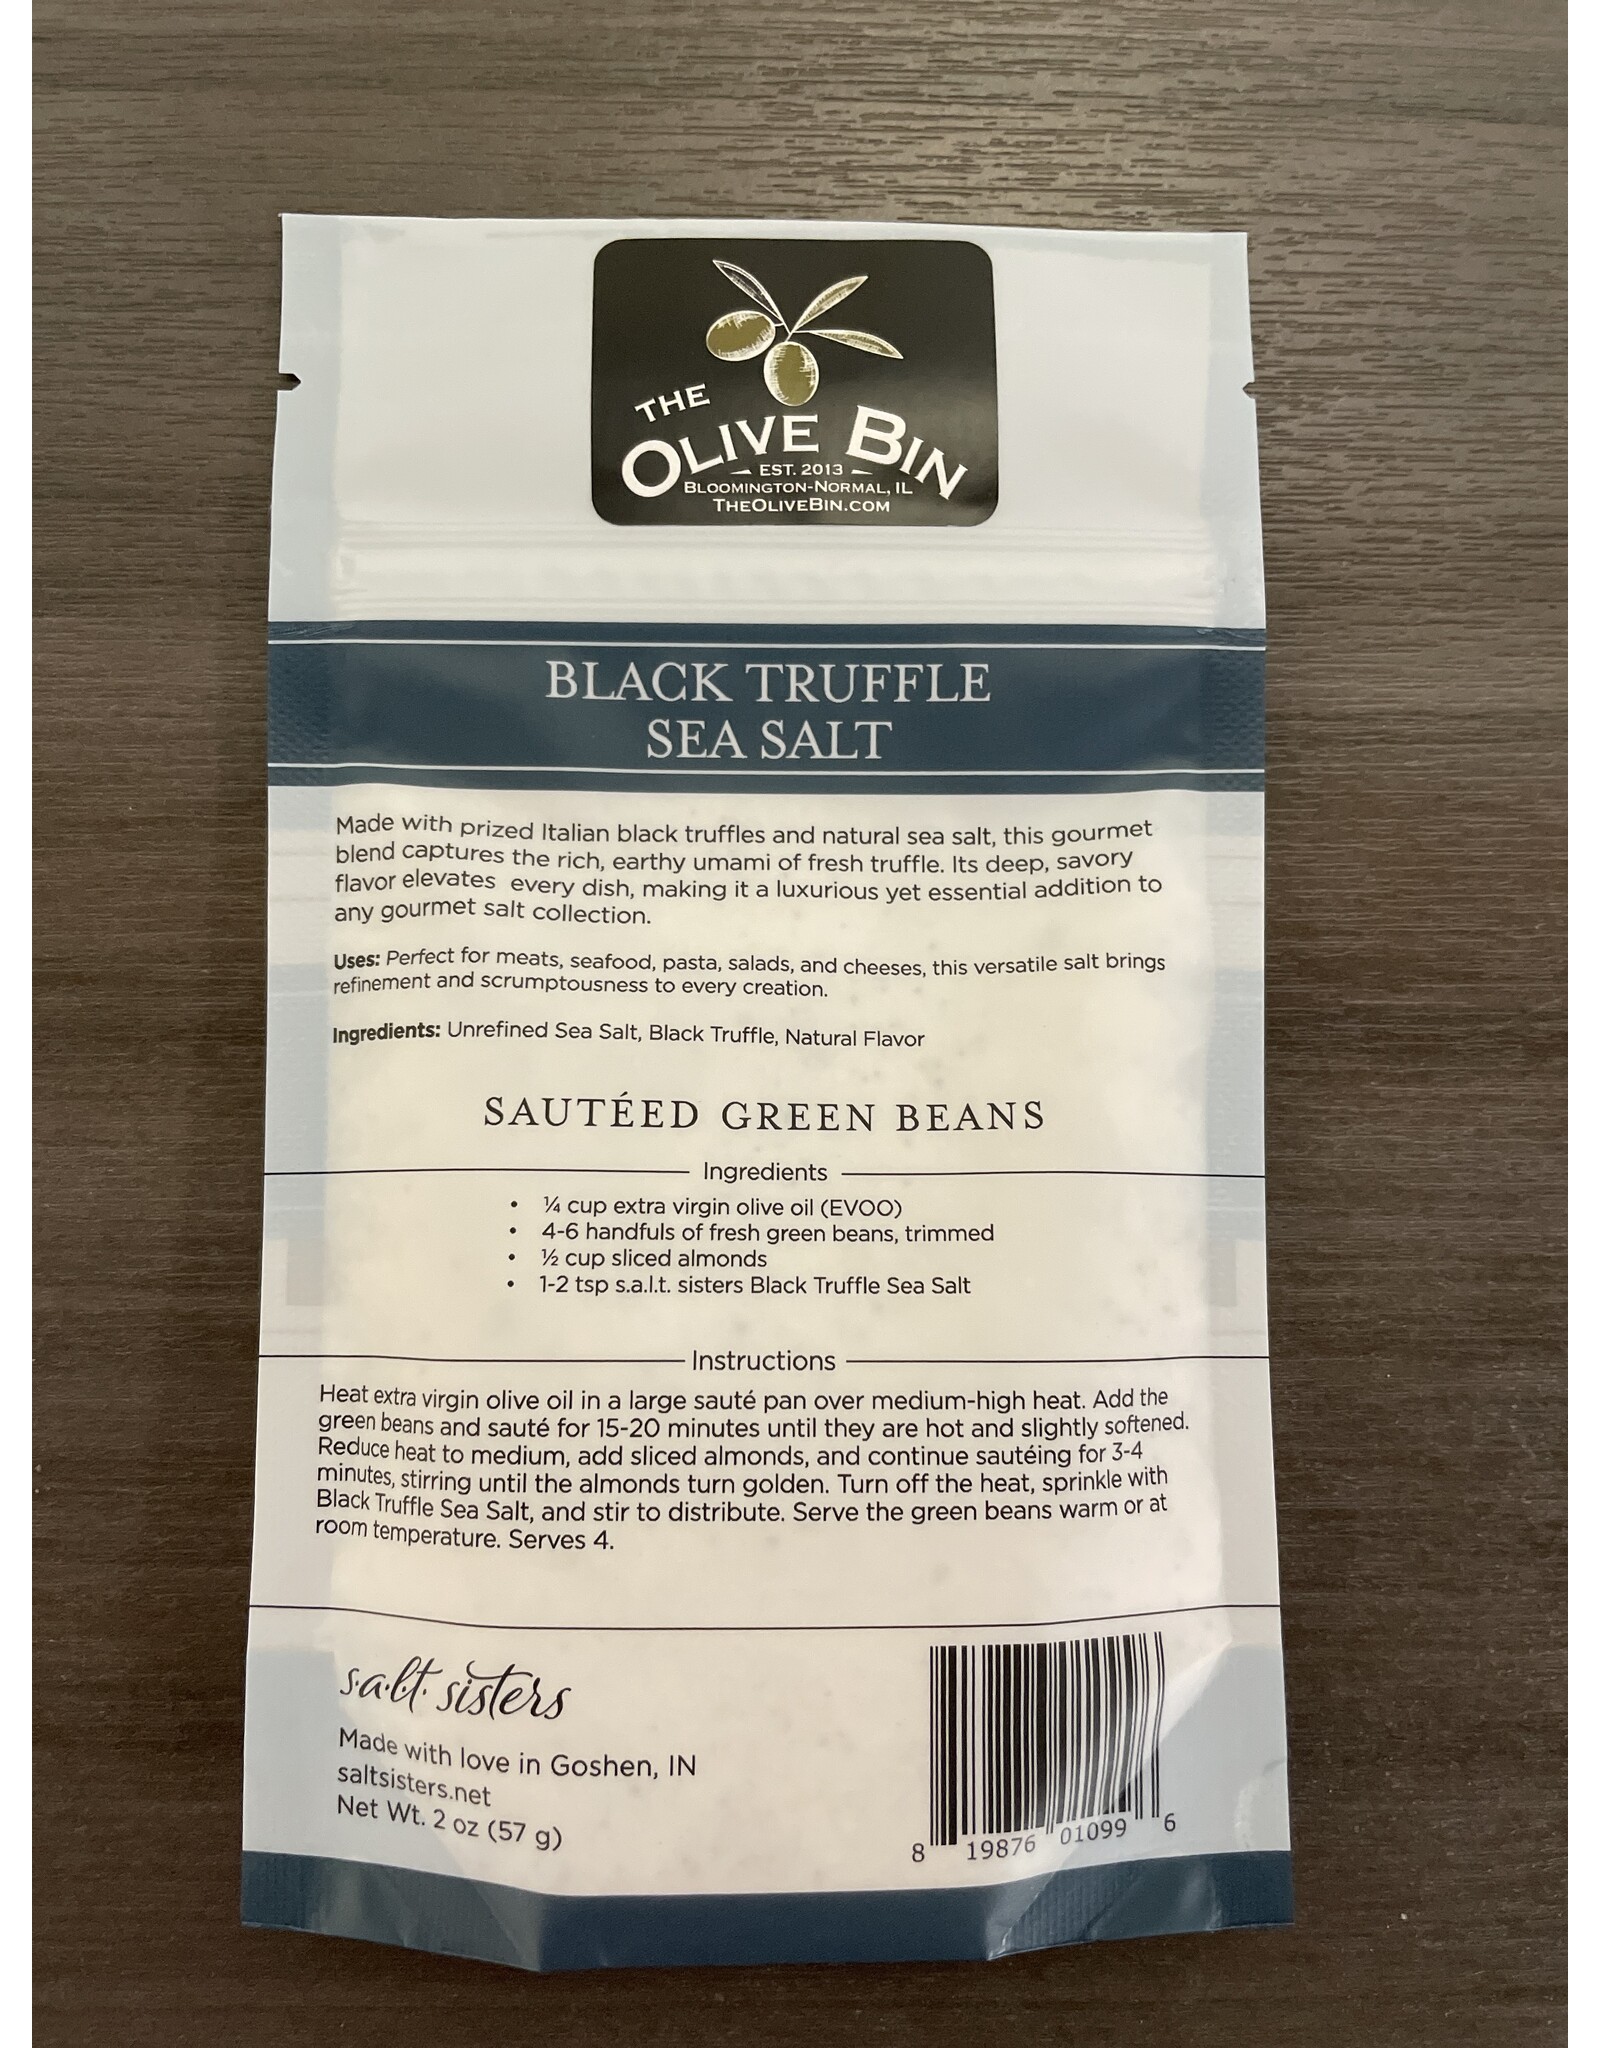 THE
OLIVE BIN
EST. 2013
BLOOMINGTON-NORMAL, IL
THEOLIVEBIN.COM
BLACK TRUFFLE
SEA SALT
Made with prized Italian black truffles and natural sea salt, this gourmet
blend captures the rich, earthy umami of fresh truffle. Its deep, savory
flavor elevates every dish, making it a luxurious yet essential addition to
any gourmet salt collection.
Uses: Perfect for meats, seafood, pasta, salads, and cheeses, this versatile salt brings
refinement and scrumptousness to every creation.
Ingredients: Unrefined Sea Salt, Black Truffle, Natural Flavor
SAUTÉED GREEN BEANS
Ingredients
• ¼ cup extra virgin olive oil (EVOO)
• 4-6 handfuls of fresh green beans, trimmed
• ½ cup sliced almonds
• 1-2 tsp s.a.l.t. sisters Black Truffle Sea Salt
Instructions
Heat extra virgin olive oil in a large sauté pan over medium-high heat. Add the
green beans and sauté for 15-20 minutes until they are hot and slightly softened.
Reduce heat to medium, add sliced almonds, and continue sautéing for 3-4
minutes, stirring until the almonds turn golden. Turn off the heat, sprinkle with
Black Truffle Sea Salt, and stir to distribute. Serve the green beans warm or at
room temperature. Serves 4.
s.a.l.t. sisters
Made with love in Goshen, IN
saltsisters.net
Net Wt. 2 oz (57 g)
8 19876 01099 6